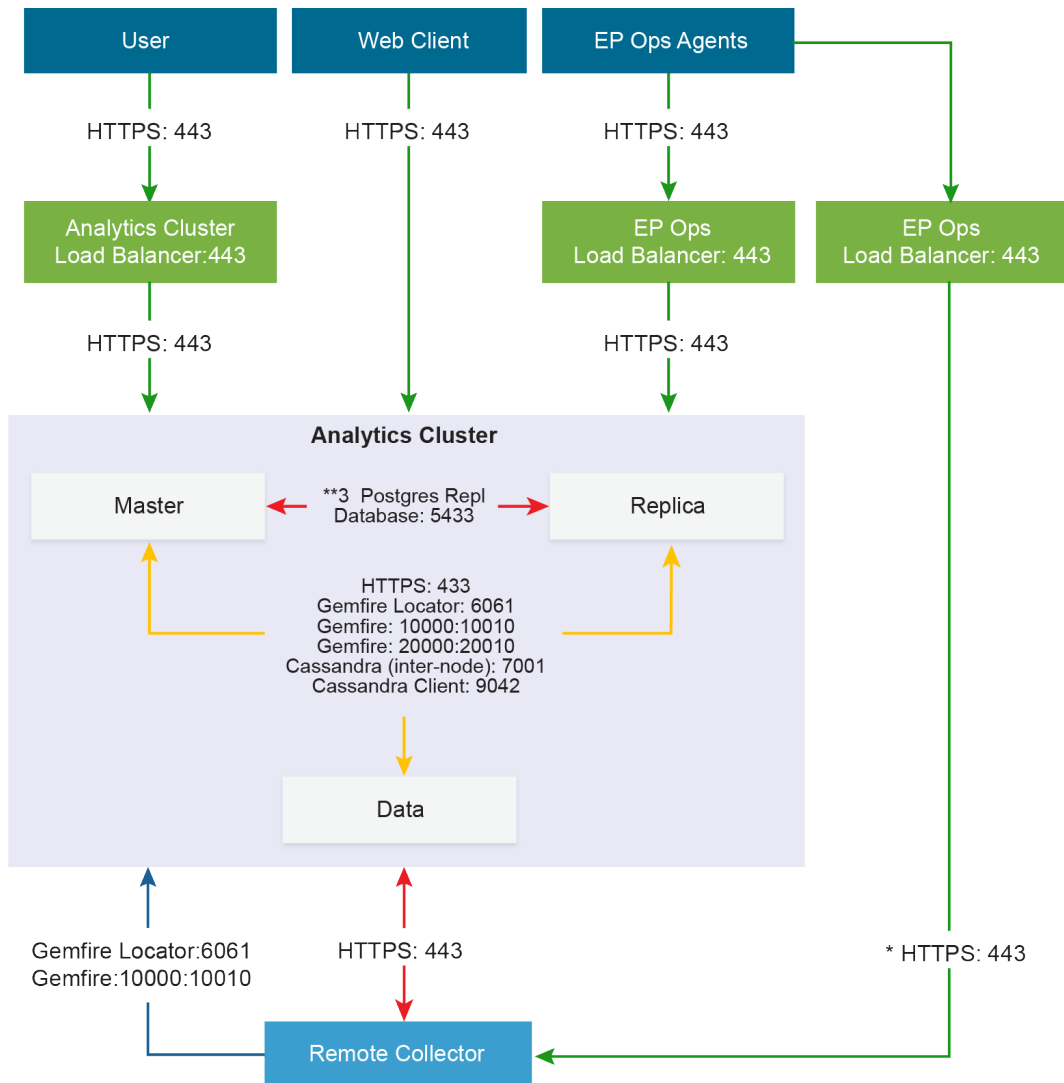 User
Web Client
EP Ops Agents
HTTPS: 443
HTTPS: 443
HTTPS: 443
Analytics Cluster
Load Balancer:443
EP Ops
Load Balancer: 443
EP Ops
Load Balancer: 443
HTTPS: 443
HTTPS: 443
Analytics Cluster
Master
**3 Postgres Repl
Database: 5433
Replica
HTTPS: 433
Gemfire Locator: 6061
Gemfire: 10000:10010
Gemfire: 20000:20010
Cassandra (inter-node): 7001
Cassandra Client: 9042
Data
Gemfire Locator:6061
Gemfire:10000:10010
HTTPS: 443
* HTTPS: 443
Remote Collector